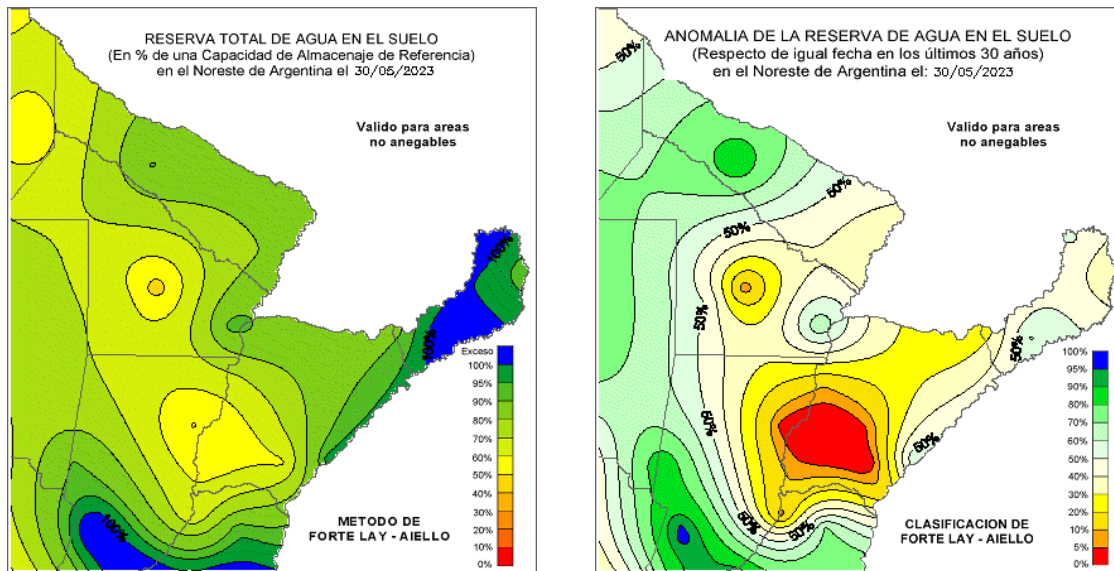 RESERVA TOTAL DE AGUA EN EL SUELO
(En % de una Capacidad de Almacenaje de Referencia)
en el Noreste de Argentina el 30/05/2023
Valido para areas
no anegables
100%
100%
100%
Exceso
100%
95%
90%
80%
70%
60%
50%
40%
30%
20%
10%
0%
METODO DE
FORTE LAY - AIELLO
ANOMALIA DE LA RESERVA DE AGUA EN EL SUELO
(Respecto de igual fecha en los últimos 30 años)
en el Noreste de Argentina el: 30/05/2023
Valido para areas
no anegables
50%
50%
50%
50%
50%
50%
50%
50%
50%
100%
95%
90%
80%
70%
60%
50%
40%
30%
20%
10%
5%
0%
CLASIFICACION DE
FORTE LAY - AIELLO